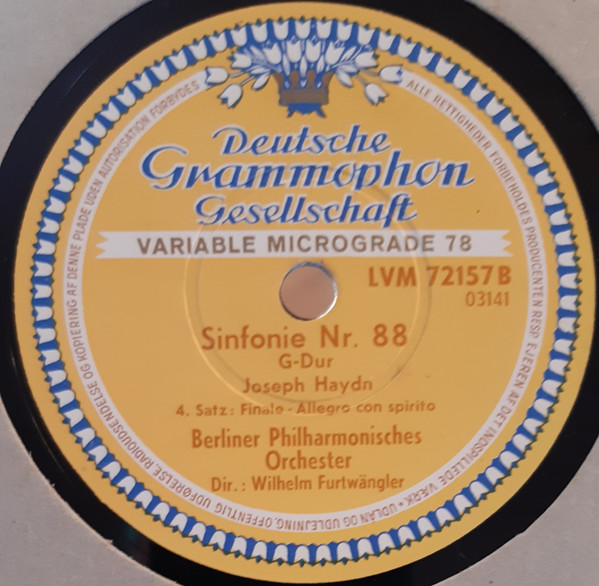 Deutsche
Grammophon
Gesellschaft
VARIABLE MICROGRADE 78
LVM 72157 B
03141
Sinfonie Nr. 88
G-Dur
Joseph Haydn
4. Satz: Finale - Allegro con spirito
Berliner Philharmonisches
Orchester
Dir.: Wilhelm Furtwängler
ALLE RETTIGHEDER FORBEHOLDES PRODUCENTEN RESP EJEREN AF DET INDSPILLEDE VÆRK • UDLAN OG UDLEJNING, OFFENTLIG UDFØRELSE, RADIOUDSENDELSE OG KOPIERING AF DENNE PLADE UDEN AUTORISATION FORBYDES